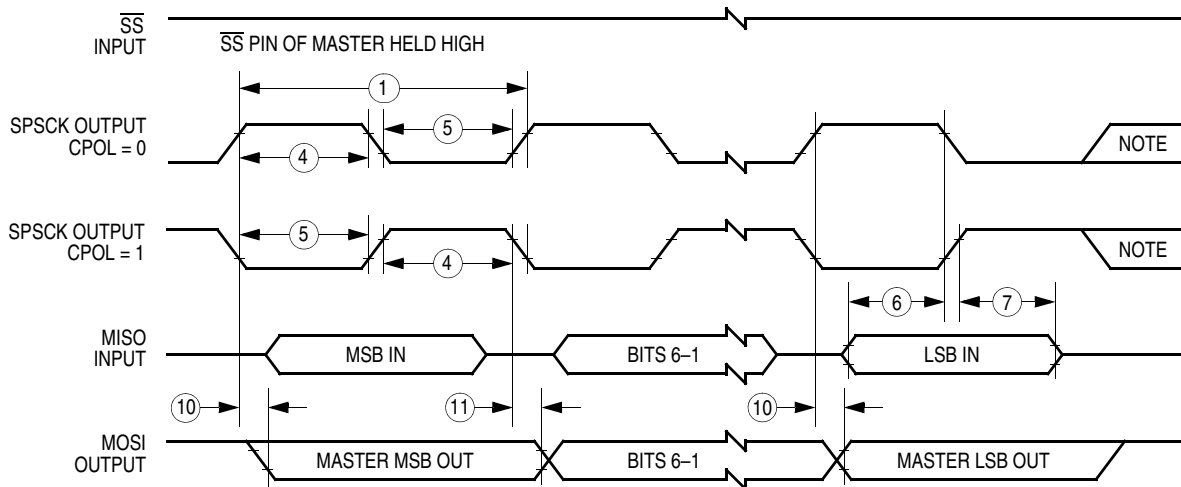 SS
INPUT
SS PIN OF MASTER HELD HIGH
1
SPSCK OUTPUT
CPOL = 0
5
4
NOTE
SPSCK OUTPUT
CPOL = 1
5
4
NOTE
6
7
MISO
INPUT
MSB IN
BITS 6–1
LSB IN
10
11
10
MOSI
OUTPUT
MASTER MSB OUT
BITS 6–1
MASTER LSB OUT